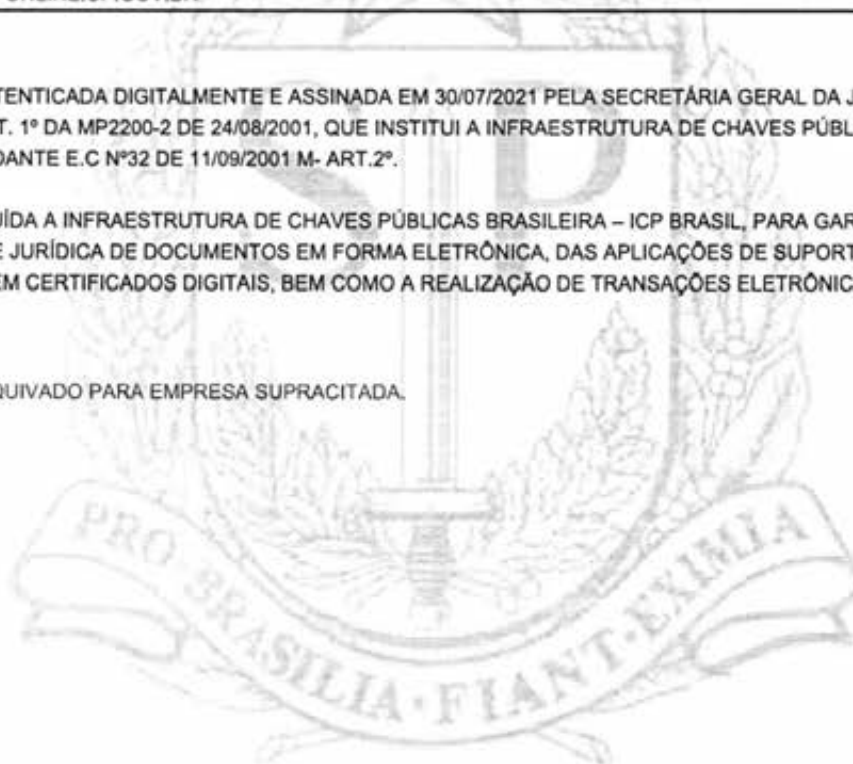 TENTICADA DIGITALMENTE E ASSINADA EM 30/07/2021 PELA SECRETÁRIA GERAL DA J
T. 1º DA MP2200-2 DE 24/08/2001, QUE INSTITUI A INFRAESTRUTURA DE CHAVES PÚBL
DANTE E.C Nº32 DE 11/09/2001 M- ART.2º.
UÍDA A INFRAESTRUTURA DE CHAVES PÚBLICAS BRASILEIRA – ICP BRASIL, PARA GAR
E JURÍDICA DE DOCUMENTOS EM FORMA ELETRÔNICA, DAS APLICAÇÕES DE SUPORT
EM CERTIFICADOS DIGITAIS, BEM COMO A REALIZAÇÃO DE TRANSAÇÕES ELETRÔNIC
QUIVADO PARA EMPRESA SUPRACITADA.
SP
PRO·BRASILIA·FIANT·EXIMIA